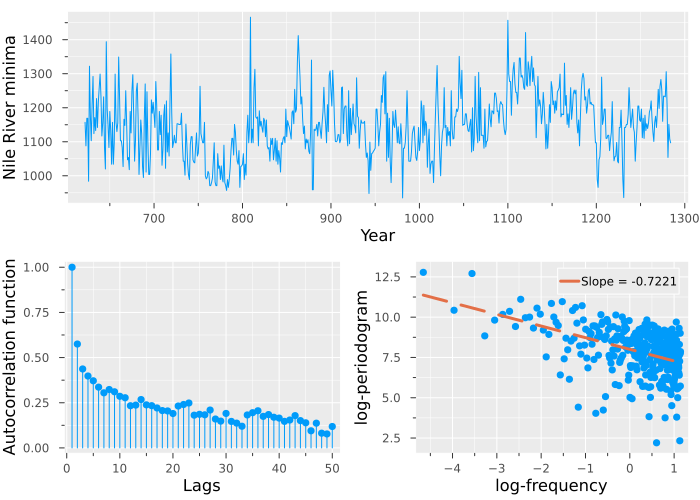 Nile River minima
1400
1300
1200
1100
1000
700 800 900 1000 1100 1200 1300
Year
Autocorrelation function
1.00
0.75
0.50
0.25
0.00
0 10 20 30 40 50
Lags
log-periodogram
12.5
10.0
7.5
5.0
2.5
Slope = -0.7221
−4 −3 −2 −1 0 1
log-frequency